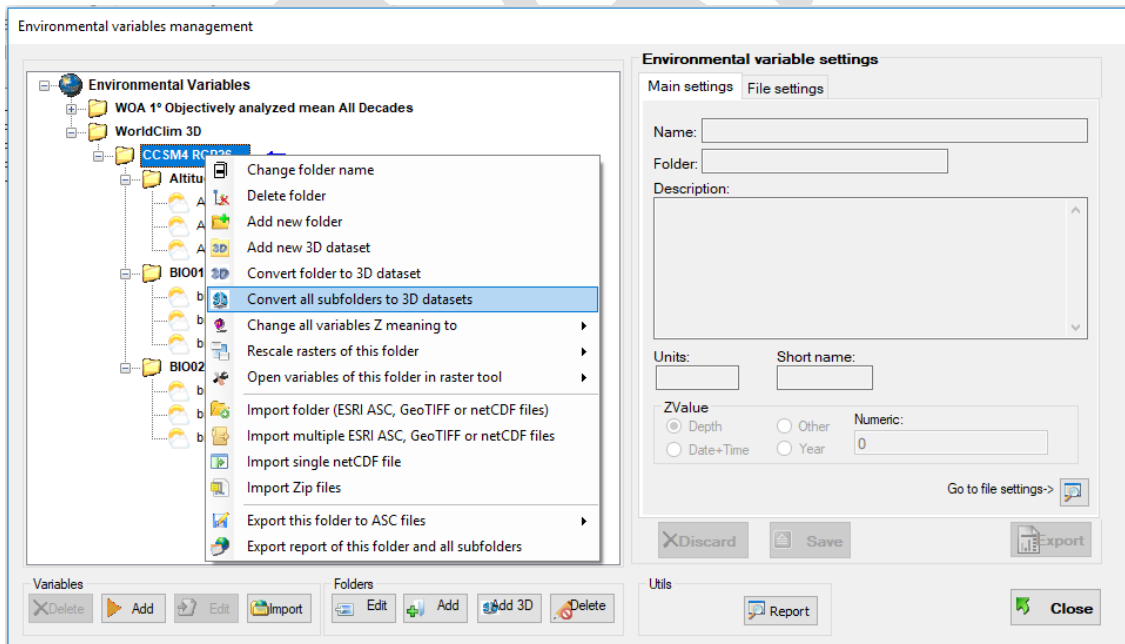 Environmental variables management
Environmental Variables
WOA 1º Objectively analyzed mean All Decades
WorldClim 3D
CCSM4 RCP26
Altitu
A
A
A
BIO01
b
b
b
BIO02
b
b
b
Change folder name
Delete folder
Add new folder
3D Add new 3D dataset
3D Convert folder to 3D dataset
Convert all subfolders to 3D datasets
Change all variables Z meaning to
Rescale rasters of this folder
Open variables of this folder in raster tool
Import folder (ESRI ASC, GeoTIFF or netCDF files)
Import multiple ESRI ASC, GeoTIFF or netCDF files
Import single netCDF file
Import Zip files
Export this folder to ASC files
Export report of this folder and all subfolders
Environmental variable settings
Main settings File settings
Name:
Folder:
Description:
Units: Short name:
ZValue
Depth Other Numeric:
Date+Time Year 0
Go to file settings->
Discard Save Export
Variables
Delete Add Edit Import
Folders
Edit Add Add 3D Delete
Utils
Report
Close